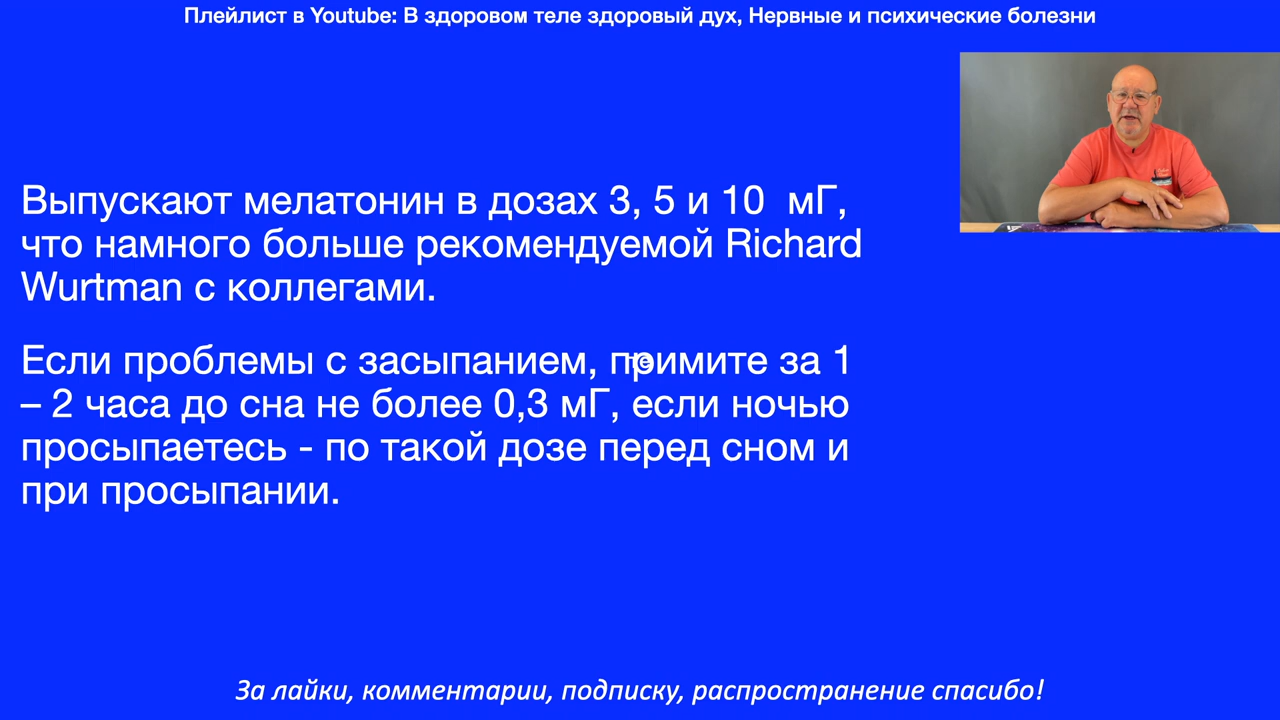 Плейлист в Youtube: В здоровом теле здоровый дух, Нервные и психические болезни
Выпускают мелатонин в дозах 3, 5 и 10 мГ,
что намного больше рекомендуемой Richard
Wurtman с коллегами.
Если проблемы с засыпанием, примите за 1
– 2 часа до сна не более 0,3 мГ, если ночью
просыпаетесь - по такой дозе перед сном и
при просыпании.
За лайки, комментарии, подписку, распространение спасибо!